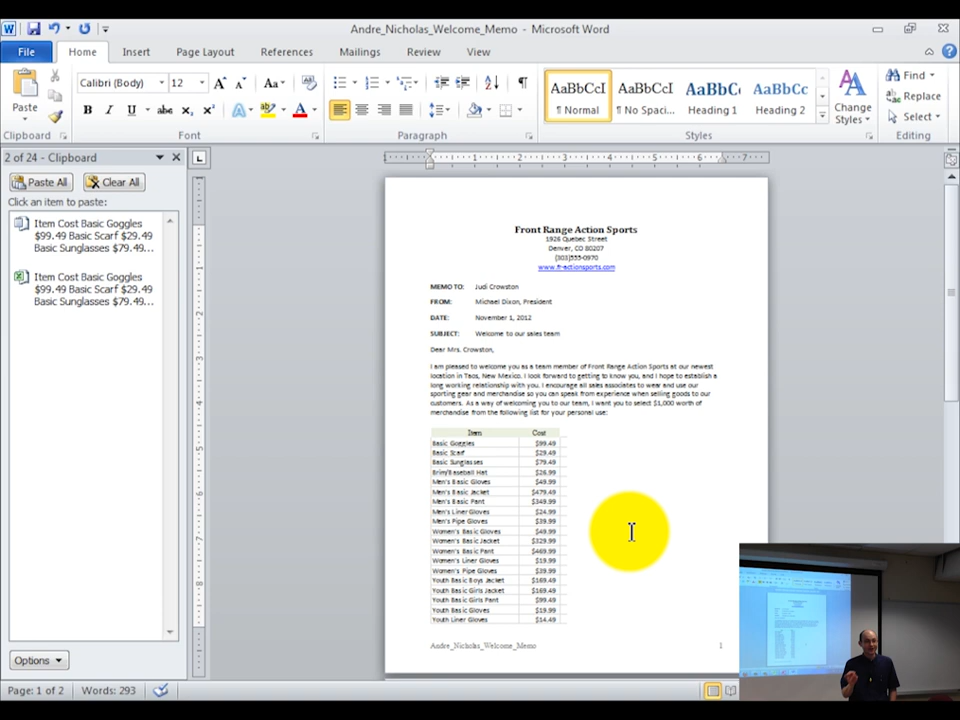 Andre_Nicholas_Welcome_Memo - Microsoft Word
File Home Insert Page Layout References Mailings Review View
Calibri (Body) 12 Aa
Paste
B I U abc x₂ x² A
AaBbCcI AaBbCcI AaBbC AaBbCc
¶ Normal ¶ No Spaci... Heading 1 Heading 2
Change Styles
Find
Replace
Select
Clipboard Font Paragraph Styles Editing
2 of 24 - Clipboard
Paste All Clear All
Click an item to paste:
Item Cost Basic Goggles
$99.49 Basic Scarf $29.49
Basic Sunglasses $79.49...
Item Cost Basic Goggles
$99.49 Basic Scarf $29.49
Basic Sunglasses $79.49...
Options
1 2 3 4 5 6 7
Front Range Action Sports
1926 Quebec Street
Denver, CO 80207
(303)555-0970
www.fr-actionsports.com
MEMO TO: Judi Crowston
FROM: Michael Dixon, President
DATE: November 1, 2012
SUBJECT: Welcome to our sales team
Dear Mrs. Crowston,
I am pleased to welcome you as a team member of Front Range Action Sports at our newest
location in Taos, New Mexico. I look forward to getting to know you, and I hope to establish a
long working relationship with you. I encourage all sales associates to wear and use our
sporting gear and merchandise so you can speak from experience when selling goods to our
customers. As a way of welcoming you to our team, I want you to select $1,000 worth of
merchandise from the following list for your personal use:
Item Cost
Basic Goggles $99.49
Basic Scarf $29.49
Basic Sunglasses $79.49
Brim/Baseball Hat $26.99
Men's Basic Gloves $49.99
Men's Basic Jacket $479.49
Men's Basic Pant $349.99
Men's Liner Gloves $24.99
Men's Pipe Gloves $39.99
Women's Basic Gloves $49.99
Women's Basic Jacket $329.99
Women's Basic Pant $469.99
Women's Liner Gloves $19.99
Women's Pipe Gloves $39.99
Youth Basic Boys Jacket $169.49
Youth Basic Girls Jacket $169.49
Youth Basic Girls Pant $99.49
Youth Basic Gloves $19.99
Youth Liner Gloves $14.49
Andre_Nicholas_Welcome_Memo 1
Page: 1 of 2 Words: 293